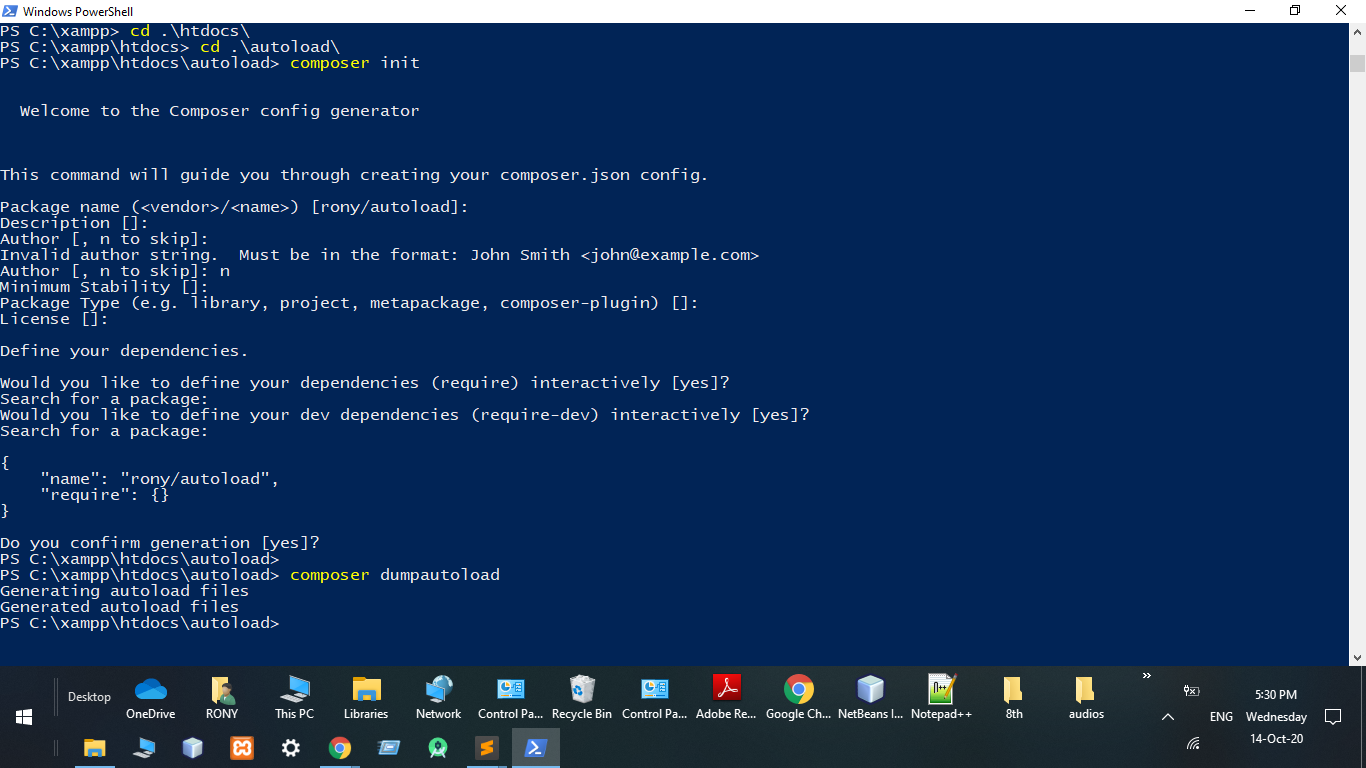 Windows PowerShell
PS C:\xampp> cd .\htdocs\
PS C:\xampp\htdocs> cd .\autoload\
PS C:\xampp\htdocs\autoload> composer init
Welcome to the Composer config generator
This command will guide you through creating your composer.json config.
Package name (<vendor>/<name>) [rony/autoload]:
Description []:
Author [, n to skip]:
Invalid author string.  Must be in the format: John Smith <john@example.com>
Author [, n to skip]: n
Minimum Stability []:
Package Type (e.g. library, project, metapackage, composer-plugin) []:
License []:
Define your dependencies.
Would you like to define your dependencies (require) interactively [yes]?
Search for a package:
Would you like to define your dev dependencies (require-dev) interactively [yes]?
Search for a package:
{
    "name": "rony/autoload",
    "require": {}
}
Do you confirm generation [yes]?
PS C:\xampp\htdocs\autoload>
PS C:\xampp\htdocs\autoload> composer dumpautoload
Generating autoload files
Generated autoload files
PS C:\xampp\htdocs\autoload>
Desktop
OneDrive
RONY
This PC
Libraries
Network
Control Pa...
Recycle Bin
Control Pa...
Adobe Re...
Google Ch...
NetBeans I...
Notepad++
8th
audios
ENG
5:30 PM
Wednesday
14-Oct-20